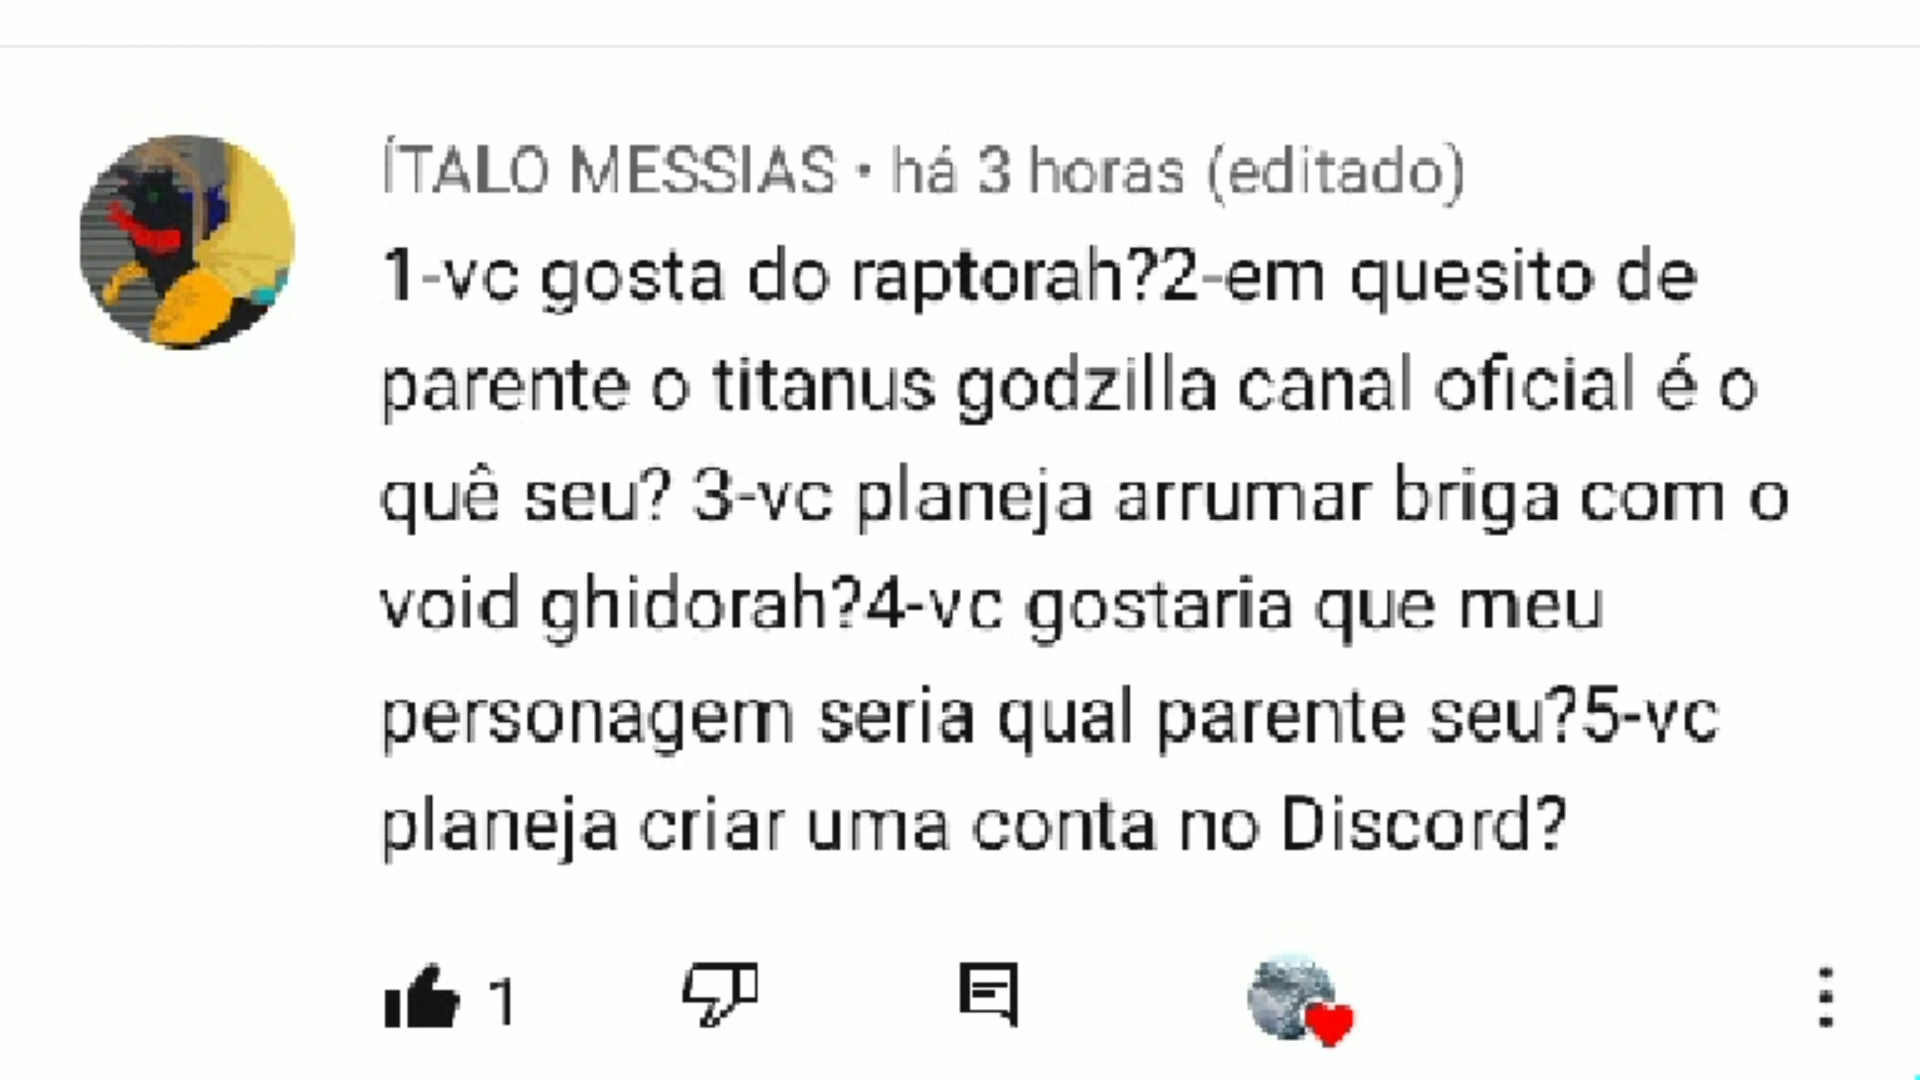 ÍTALO MESSIAS • há 3 horas (editado)
1-vc gosta do raptorah?2-em quesito de
parente o titanus godzilla canal oficial é o
quê seu? 3-vc planeja arrumar briga com o
void ghidorah?4-vc gostaria que meu
personagem seria qual parente seu?5-vc
planeja criar uma conta no Discord?
1